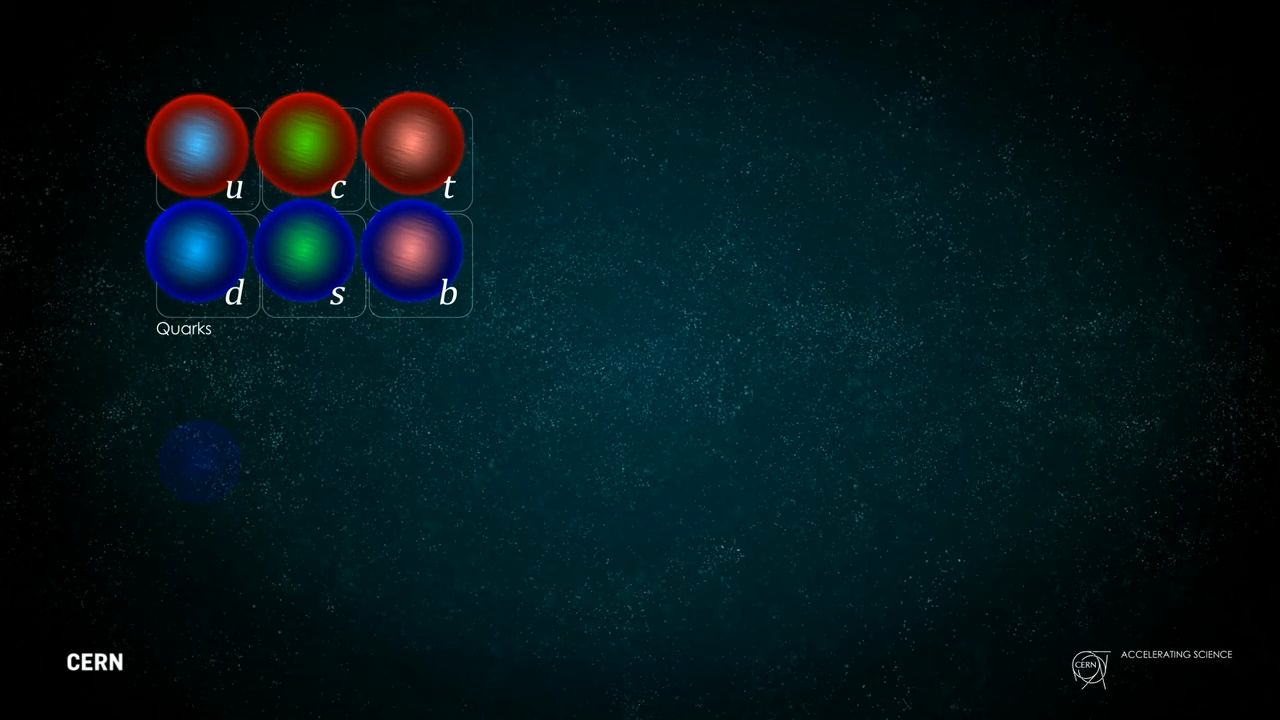 u c t
d s b
Quarks
CERN
CERN
ACCELERATING SCIENCE